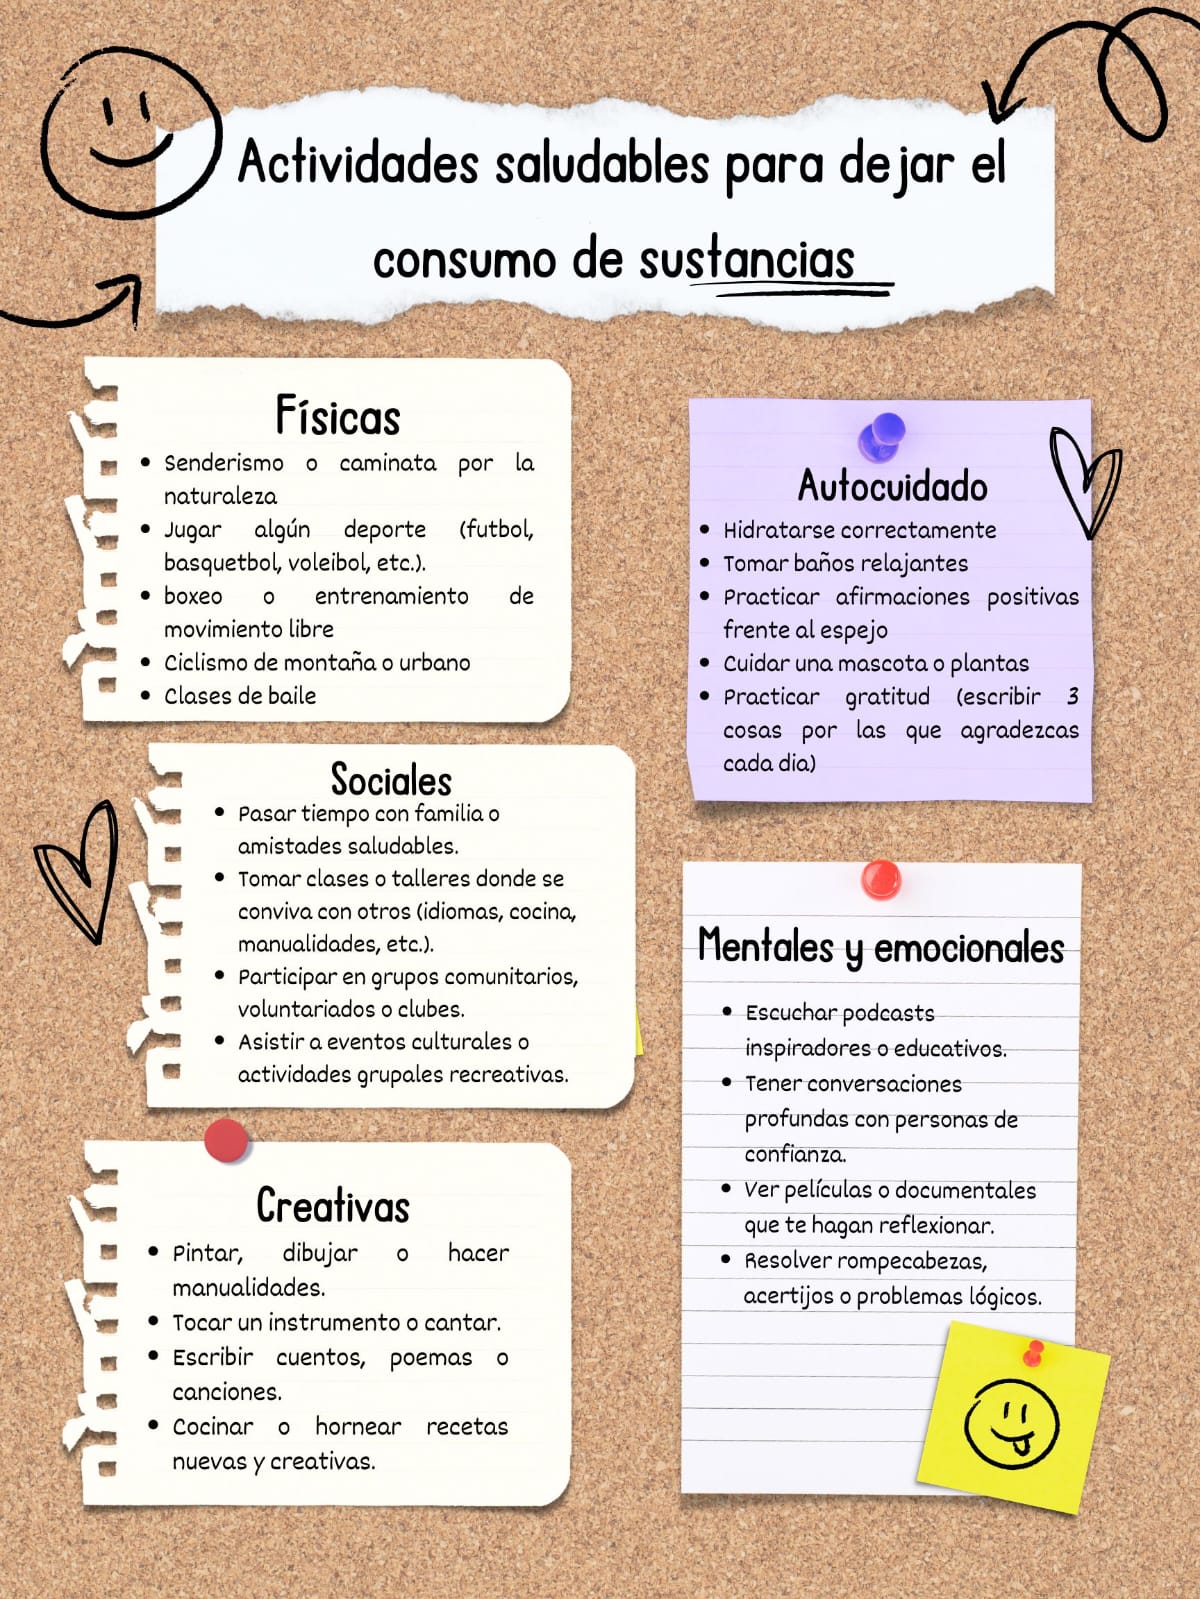 Actividades saludables para dejar el
consumo de sustancias
Físicas
• Senderismo o caminata por la
naturaleza
• Jugar algún deporte (futbol,
basquetbol, voleibol, etc.).
• boxeo o entrenamiento de
movimiento libre
• Ciclismo de montaña o urbano
• Clases de baile
Autocuidado
• Hidratarse correctamente
• Tomar baños relajantes
• Practicar afirmaciones positivas
frente al espejo
• Cuidar una mascota o plantas
• Practicar gratitud (escribir 3
cosas por las que agradezcas
cada dia)
Sociales
• Pasar tiempo con familia o
amistades saludables.
• Tomar clases o talleres donde se
conviva con otros (idiomas, cocina,
manualidades, etc.).
• Participar en grupos comunitarios,
voluntariados o clubes.
• Asistir a eventos culturales o
actividades grupales recreativas.
Mentales y emocionales
• Escuchar podcasts
inspiradores o educativos.
• Tener conversaciones
profundas con personas de
confianza.
• Ver películas o documentales
que te hagan reflexionar.
• Resolver rompecabezas,
acertijos o problemas lógicos.
Creativas
• Pintar, dibujar o hacer
manualidades.
• Tocar un instrumento o cantar.
• Escribir cuentos, poemas o
canciones.
• Cocinar o hornear recetas
nuevas y creativas.